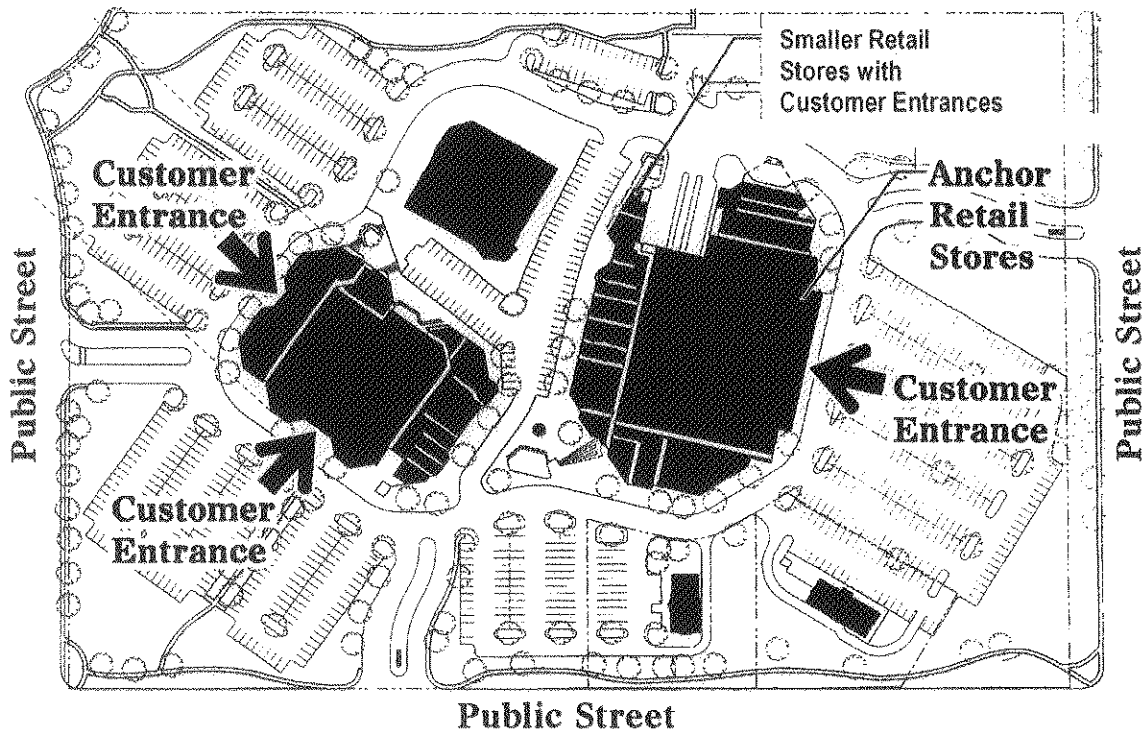 Smaller Retail
Stores with
Customer Entrances
Customer
Entrance
Anchor
Retail
Stores
Public Street
Public Street
Customer
Entrance
Customer
Entrance
Public Street